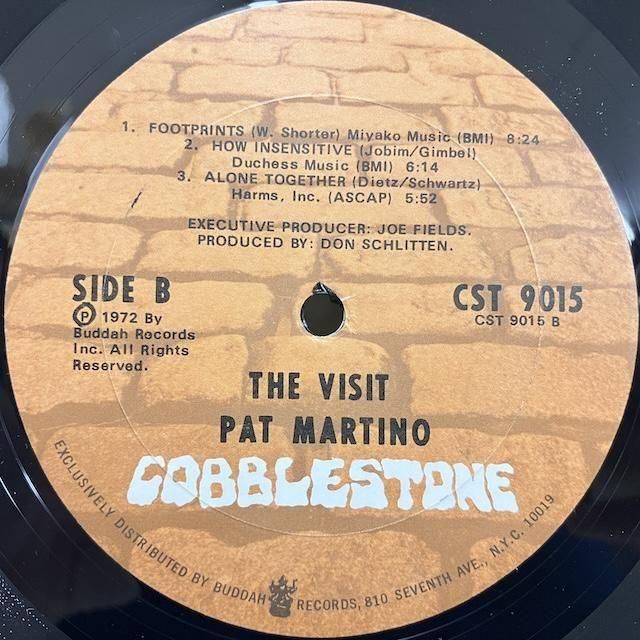 1. FOOTPRINTS (W. Shorter) Miyako Music (BMI) 8:24
2. HOW INSENSITIVE (Jobim/Gimbel)
Duchess Music (BMI) 6:14
3. ALONE TOGETHER (Dietz/Schwartz)
Harms, Inc. (ASCAP) 5:52
EXECUTIVE PRODUCER: JOE FIELDS.
PRODUCED BY: DON SCHLITTEN.
SIDE B
℗ 1972 By
Buddah Records
Inc. All Rights
Reserved.
CST 9015
CST 9015 B
THE VISIT
PAT MARTINO
COBBLESTONE
EXCLUSIVELY DISTRIBUTED BY BUDDAH RECORDS, 810 SEVENTH AVE., N.Y.C. 10019